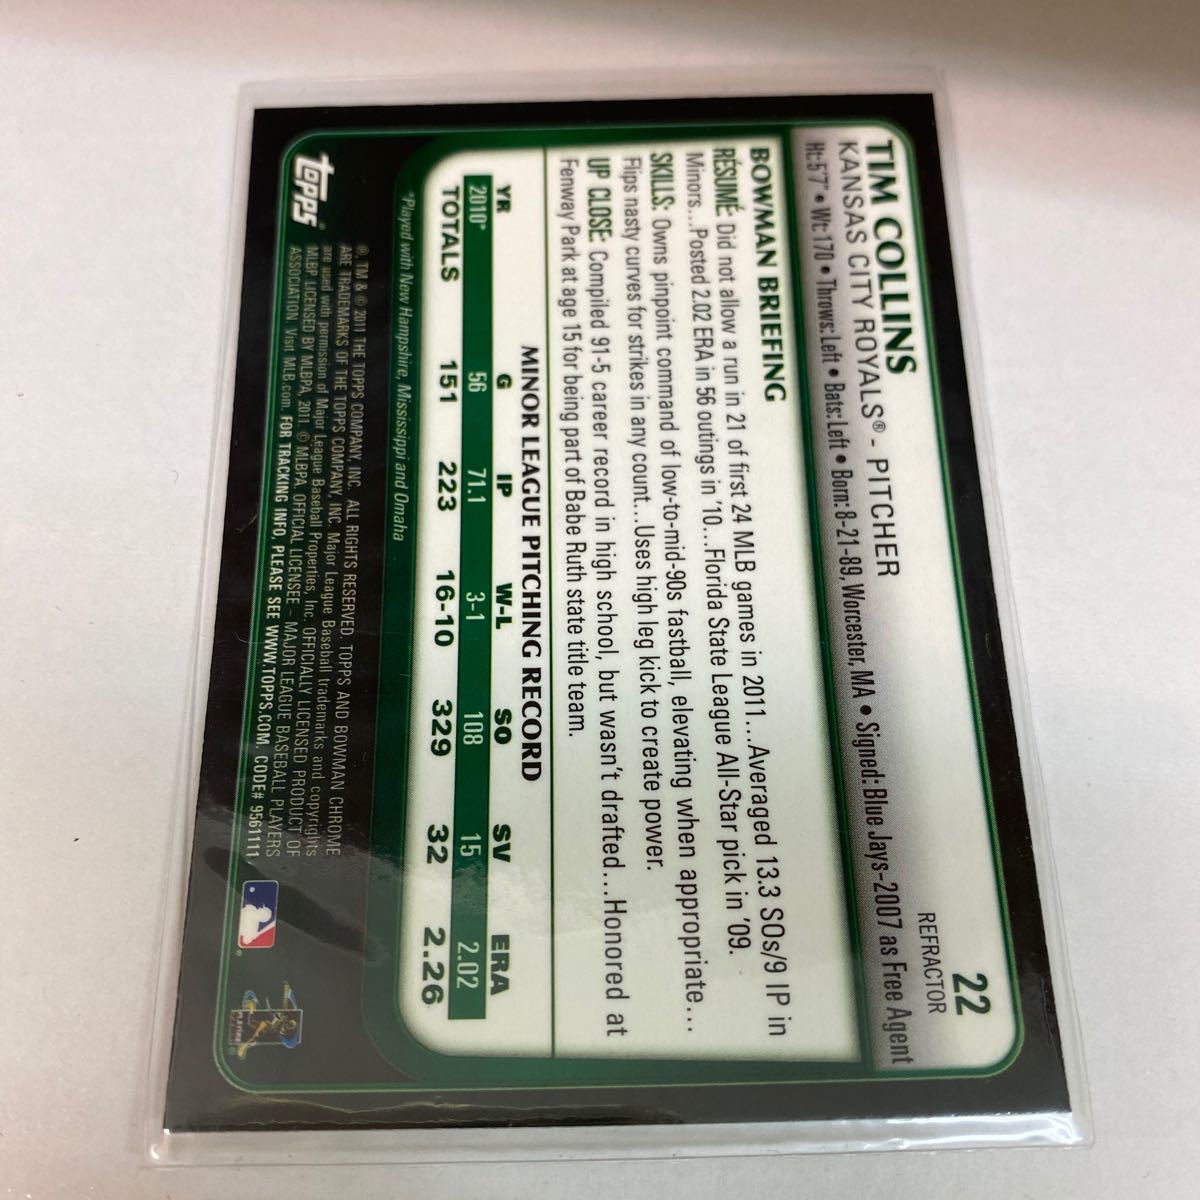 22
REFRACTOR
TIM COLLINS
KANSAS CITY ROYALS® - PITCHER
Ht: 5'7" • Wt: 170 • Throws: Left • Bats: Left • Born: 8-21-89, Worcester, MA • Signed: Blue Jays-2007 as Free Agent
BOWMAN BRIEFING
RÉSUMÉ: Did not allow a run in 21 of first 24 MLB games in 2011...Averaged 13.3 SOs/9 IP in
Minors...Posted 2.02 ERA in 56 outings in '10...Florida State League All-Star pick in '09.
SKILLS: Owns pinpoint command of low-to-mid-90s fastball, elevating when appropriate...
Flips nasty curves for strikes in any count...Uses high leg kick to create power.
UP CLOSE: Compiled 91-5 career record in high school, but wasn't drafted...Honored at
Fenway Park at age 15 for being part of Babe Ruth state title team.
MINOR LEAGUE PITCHING RECORD
YR G IP W-L SO SV ERA
2010* 56 71.1 3-1 108 15 2.02
TOTALS 151 223 16-10 329 32 2.26
*Played with New Hampshire, Mississippi and Omaha
topps®
®, TM & © 2011 THE TOPPS COMPANY, INC. ALL RIGHTS RESERVED. TOPPS AND BOWMAN CHROME
ARE TRADEMARKS OF THE TOPPS COMPANY, INC. Major League Baseball trademarks and copyrights
are used with permission of Major League Baseball Properties, Inc. OFFICIALLY LICENSED PRODUCT OF
MLBP LICENSED BY MLBPA, 2011. © MLBPA, OFFICIAL LICENSEE – MAJOR LEAGUE BASEBALL PLAYERS
ASSOCIATION. Visit MLB.com. FOR TRACKING INFO, PLEASE SEE WWW.TOPPS.COM. CODE# 9561111